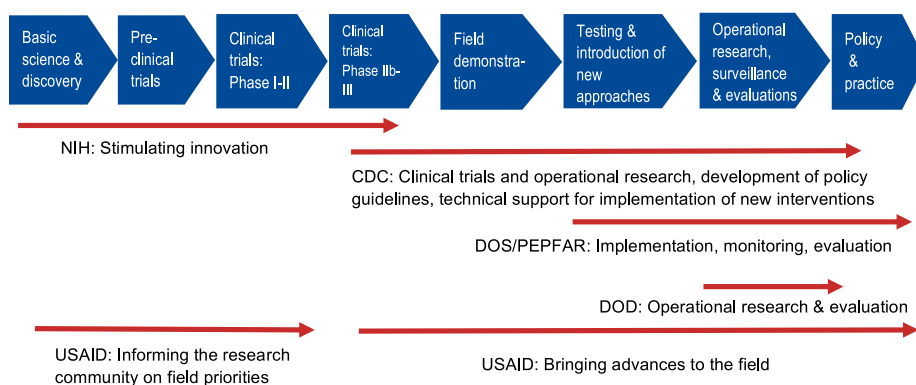 Basic
science &
discovery
Pre-
clinical
trials
Clinical
trials:
Phase I-II
Clinical
trials:
Phase IIb-
III
Field
demonstra-
tion
Testing &
introduction of
new
approaches
Operational
research,
surveillance
& evaluations
Policy
&
practice
NIH: Stimulating innovation
CDC: Clinical trials and operational research, development of policy
guidelines, technical support for implementation of new interventions
DOS/PEPFAR: Implementation, monitoring, evaluation
DOD: Operational research & evaluation
USAID: Informing the research
community on field priorities
USAID: Bringing advances to the field